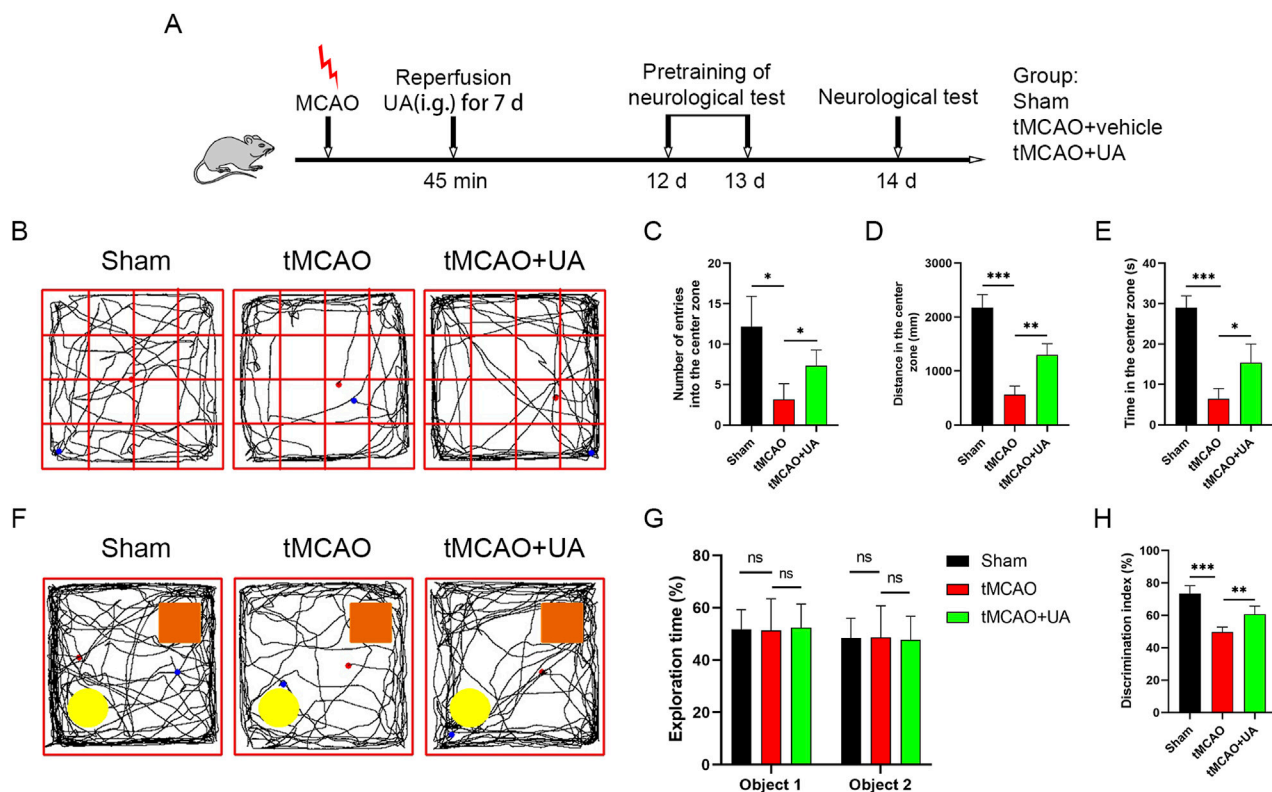 A
MCAO
Reperfusion
UA(i.g.) for 7 d
Pretraining of
neurological test
Neurological test
45 min
12 d
13 d
14 d
Group:
Sham
tMCAO+vehicle
tMCAO+UA
B
Sham
tMCAO
tMCAO+UA
C
Number of entries
into the center zone
20
15
10
5
0
*
*
Sham
tMCAO
tMCAO+UA
D
Distance in the center
zone (mm)
3000
2000
1000
0
***
**
Sham
tMCAO
tMCAO+UA
E
Time in the center zone (s)
40
30
20
10
0
***
*
Sham
tMCAO
tMCAO+UA
F
Sham
tMCAO
tMCAO+UA
G
Exploration time (%)
80
60
40
20
0
ns
ns
ns
ns
Object 1
Object 2
Sham
tMCAO
tMCAO+UA
H
Discrimination index (%)
100
80
60
40
20
0
***
**
Sham
tMCAO
tMCAO+UA